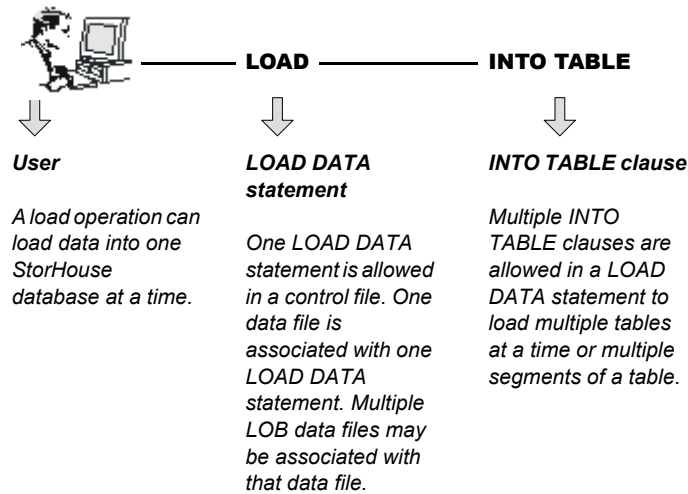 LOAD
INTO TABLE
User
A load operation can
load data into one
StorHouse
database at a time.
LOAD DATA
statement
One LOAD DATA
statement is allowed
in a control file. One
data file is
associated with one
LOAD DATA
statement. Multiple
LOB data files may
be associated with
that data file.
INTO TABLE clause
Multiple INTO
TABLE clauses are
allowed in a LOAD
DATA statement to
load multiple tables
at a time or multiple
segments of a table.